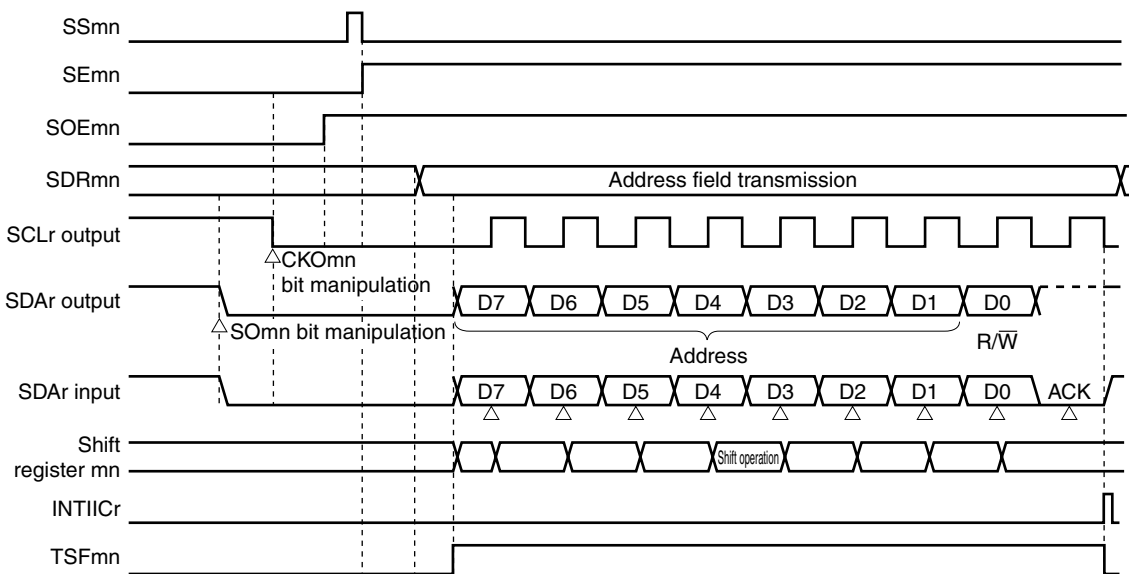 SSmn
SEmn
SOEmn
SDRmn
Address field transmission
SCLr output
CKOmn
bit manipulation
SDAr output
D7 D6 D5 D4 D3 D2 D1 D0
SOmn bit manipulation
Address
R/W̅
SDAr input
D7 D6 D5 D4 D3 D2 D1 D0 ACK
Shift
register mn
Shift operation
INTIICr
TSFmn